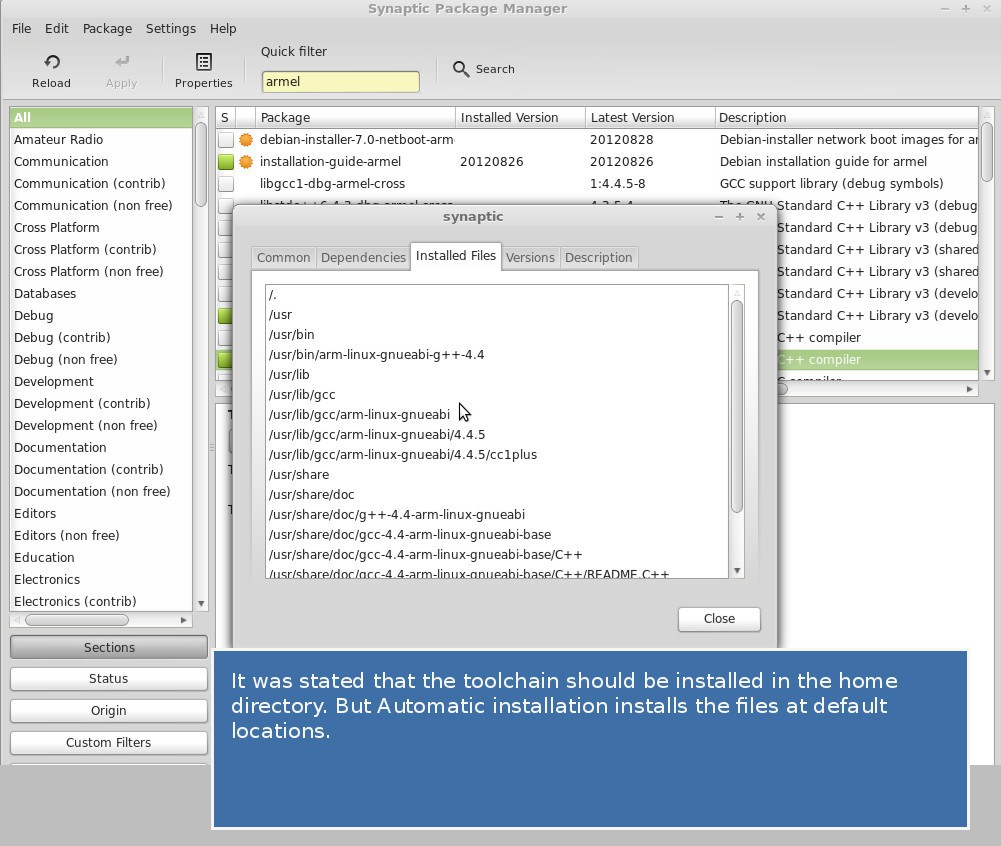 Synaptic Package Manager
File Edit Package Settings Help
Quick filter
Reload Apply Properties armel Search
All
Amateur Radio
Communication
Communication (contrib)
Communication (non free)
Cross Platform
Cross Platform (contrib)
Cross Platform (non free)
Databases
Debug
Debug (contrib)
Debug (non free)
Development
Development (contrib)
Development (non free)
Documentation
Documentation (contrib)
Documentation (non free)
Editors
Editors (non free)
Education
Electronics
Electronics (contrib)
Sections
Status
Origin
Custom Filters
S Package Installed Version Latest Version Description
debian-installer-7.0-netboot-arm 20120828 Debian-installer network boot images for ar
installation-guide-armel 20120826 20120826 Debian installation guide for armel
libgcc1-dbg-armel-cross 1:4.4.5-8 GCC support library (debug symbols)
Standard C++ Library v3 (debug
Standard C++ Library v3 (debug
Standard C++ Library v3 (shared
Standard C++ Library v3 (shared
Standard C++ Library v3 (develo
Standard C++ Library v3 (develo
C++ compiler
C++ compiler
synaptic
Common Dependencies Installed Files Versions Description
/.
/usr
/usr/bin
/usr/bin/arm-linux-gnueabi-g++-4.4
/usr/lib
/usr/lib/gcc
/usr/lib/gcc/arm-linux-gnueabi
/usr/lib/gcc/arm-linux-gnueabi/4.4.5
/usr/lib/gcc/arm-linux-gnueabi/4.4.5/cc1plus
/usr/share
/usr/share/doc
/usr/share/doc/g++-4.4-arm-linux-gnueabi
/usr/share/doc/gcc-4.4-arm-linux-gnueabi-base
/usr/share/doc/gcc-4.4-arm-linux-gnueabi-base/C++
/usr/share/doc/gcc-4.4-arm-linux-gnueabi-base/C++/README.C++
Close
It was stated that the toolchain should be installed in the home
directory. But Automatic installation installs the files at default
locations.